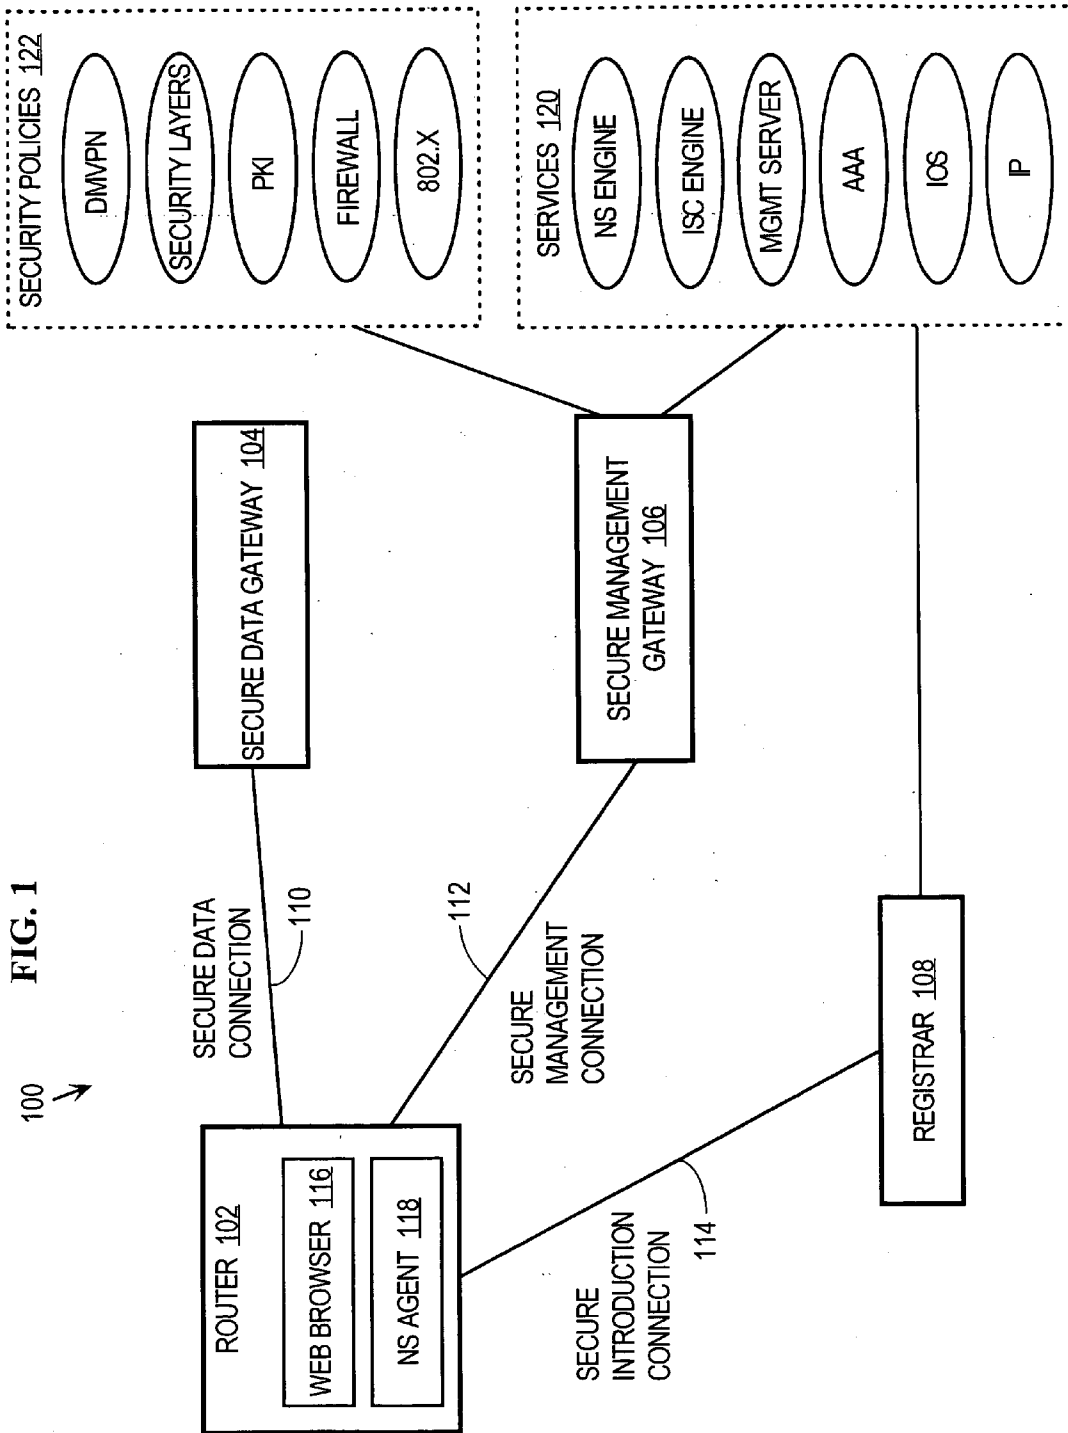 FIG. 1
100
ROUTER 102
WEB BROWSER 116
NS AGENT 118
SECURE DATA
CONNECTION
110
SECURE DATA GATEWAY 104
112
SECURE
MANAGEMENT
CONNECTION
SECURE MANAGEMENT
GATEWAY 106
SECURE
INTRODUCTION
CONNECTION
114
REGISTRAR 108
SECURITY POLICIES 122
DMVPN
SECURITY LAYERS
PKI
FIREWALL
802.X
SERVICES 120
NS ENGINE
ISC ENGINE
MGMT SERVER
AAA
IOS
IP